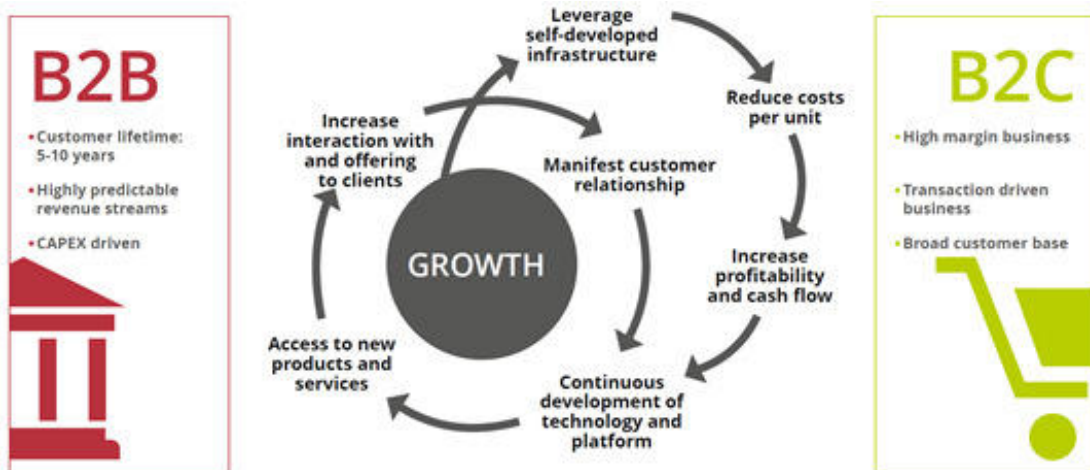 B2B
• Customer lifetime:
5-10 years
• Highly predictable
revenue streams
• CAPEX driven
Leverage
self-developed
infrastructure
Reduce costs
per unit
Increase
profitability
and cash flow
Increase
interaction with
and offering
to clients
Manifest customer
relationship
GROWTH
Continuous
development of
technology and
platform
Access to new
products and
services
B2C
• High margin business
• Transaction driven
business
• Broad customer base